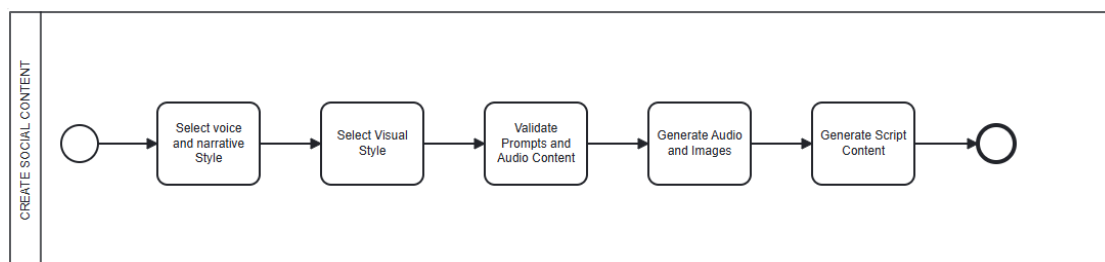 CREATE SOCIAL CONTENT
Select voice
and narrative
Style
Select Visual
Style
Validate
Prompts and
Audio Content
Generate Audio
and Images
Generate Script
Content